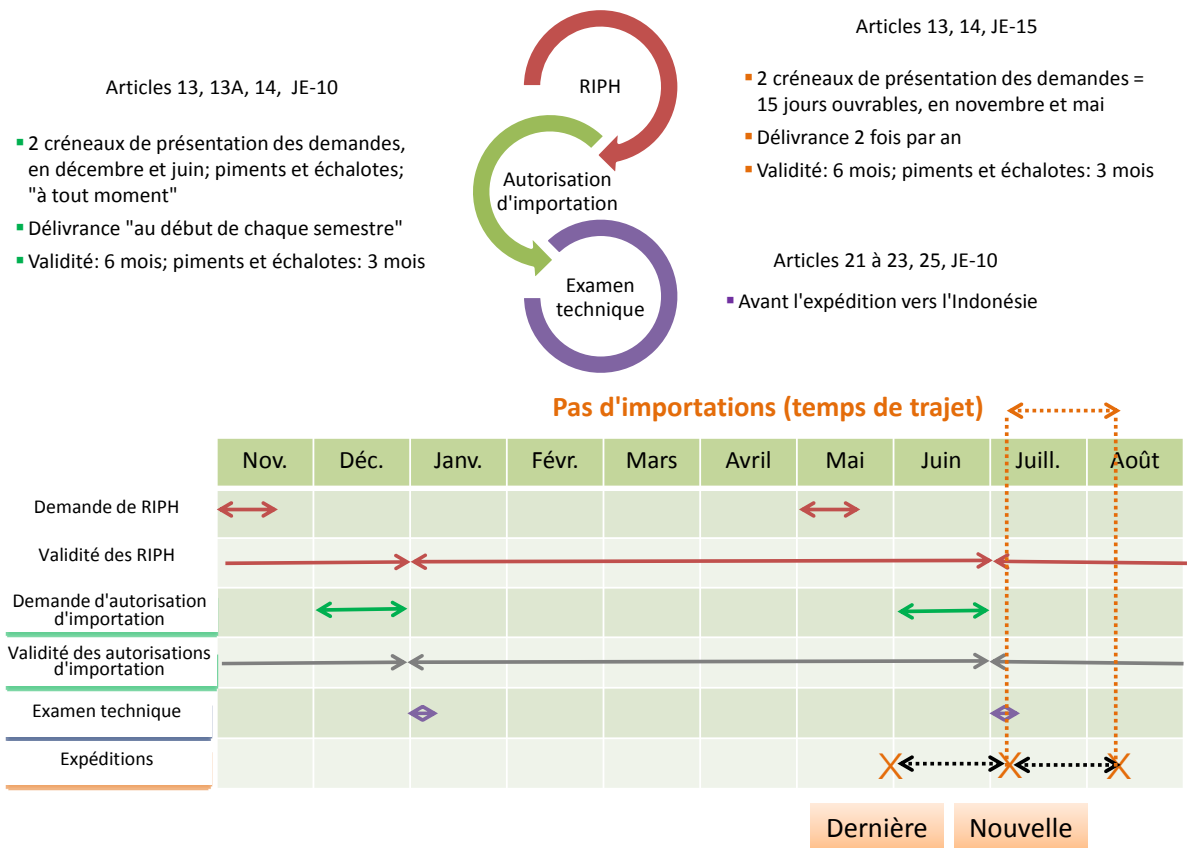 Articles 13, 13A, 14, JE-10
▪ 2 créneaux de présentation des demandes,
en décembre et juin; piments et échalotes;
"à tout moment"
▪ Délivrance "au début de chaque semestre"
▪ Validité: 6 mois; piments et échalotes: 3 mois
RIPH
Autorisation
d'importation
Examen
technique
Articles 13, 14, JE-15
▪ 2 créneaux de présentation des demandes =
15 jours ouvrables, en novembre et mai
▪ Délivrance 2 fois par an
▪ Validité: 6 mois; piments et échalotes: 3 mois
Articles 21 à 23, 25, JE-10
▪ Avant l'expédition vers l'Indonésie
Pas d'importations (temps de trajet)
Nov. Déc. Janv. Févr. Mars Avril Mai Juin Juill. Août
Demande de RIPH
Validité des RIPH
Demande d'autorisation
d'importation
Validité des autorisations
d'importation
Examen technique
Expéditions
X X X
Dernière Nouvelle